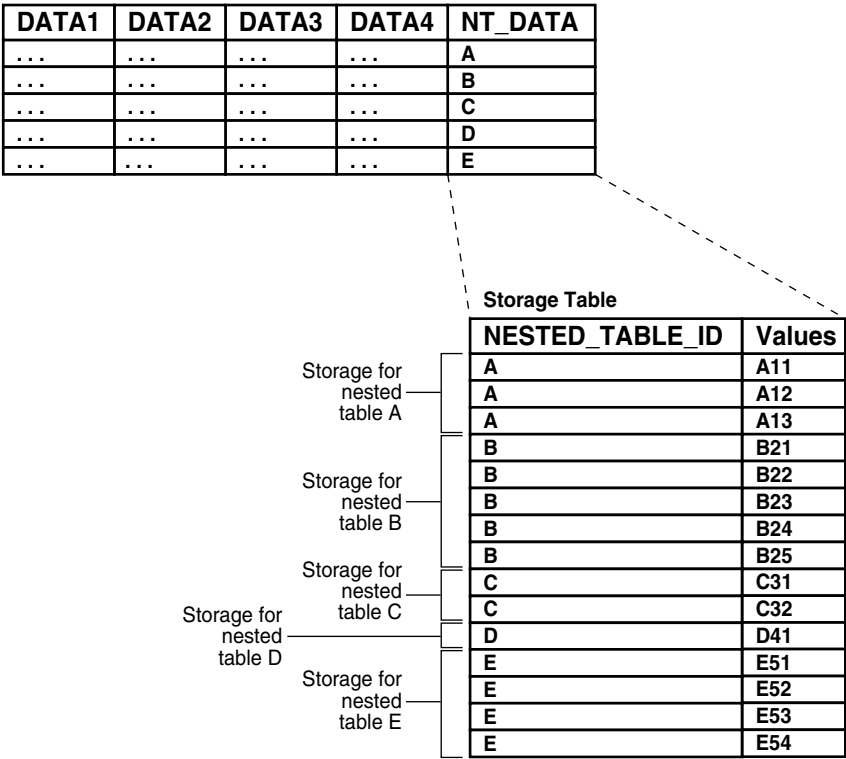 DATA1 DATA2 DATA3 DATA4 NT_DATA
... ... ... ... A
... ... ... ... B
... ... ... ... C
... ... ... ... D
... ... ... ... E
Storage Table
NESTED_TABLE_ID Values
A A11
A A12
A A13
B B21
B B22
B B23
B B24
B B25
C C31
C C32
D D41
E E51
E E52
E E53
E E54
Storage for
nested
table A
Storage for
nested
table B
Storage for
nested
table C
Storage for
nested
table D
Storage for
nested
table E